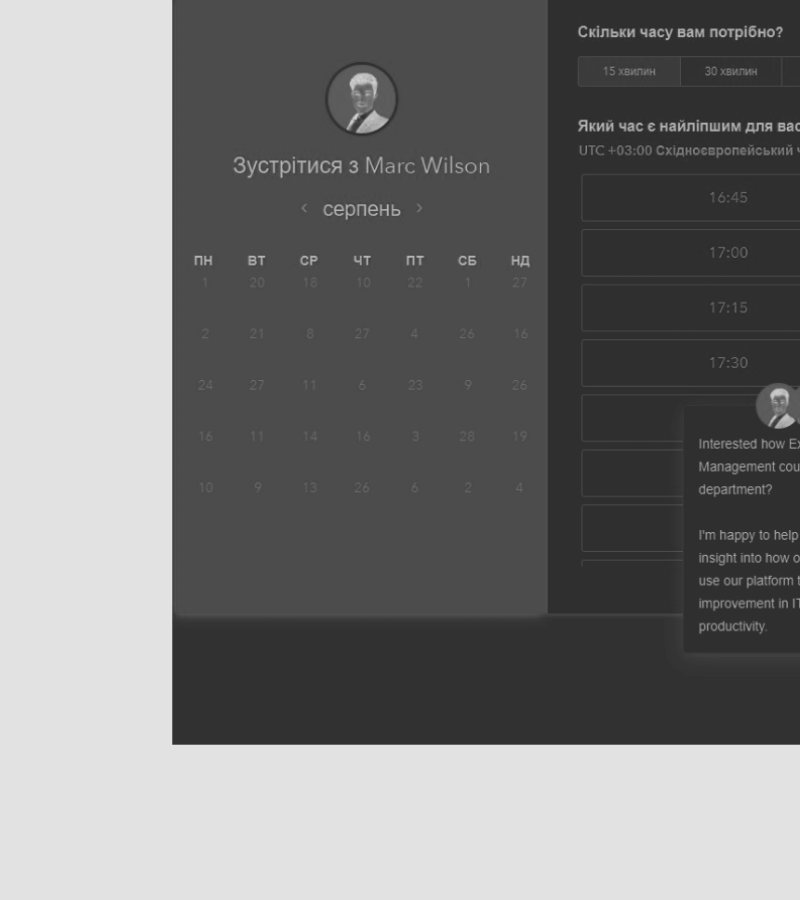 Зустрітися з Marc Wilson
серпень
ПН ВТ СР ЧТ ПТ СБ НД
1 20 18 10 22 1 27
2 21 8 27 4 26 16
24 27 11 6 23 9 26
16 11 14 16 3 28 19
10 9 13 26 6 2 4
Скільки часу вам потрібно?
15 хвилин 30 хвилин
Який час є найліпшим для вас
UTC +03:00 Східноєвропейський
16:45
17:00
17:15
17:30
Interested how
Management
department?
I'm happy to help
insight into how
use our platform
improvement in IT
productivity.